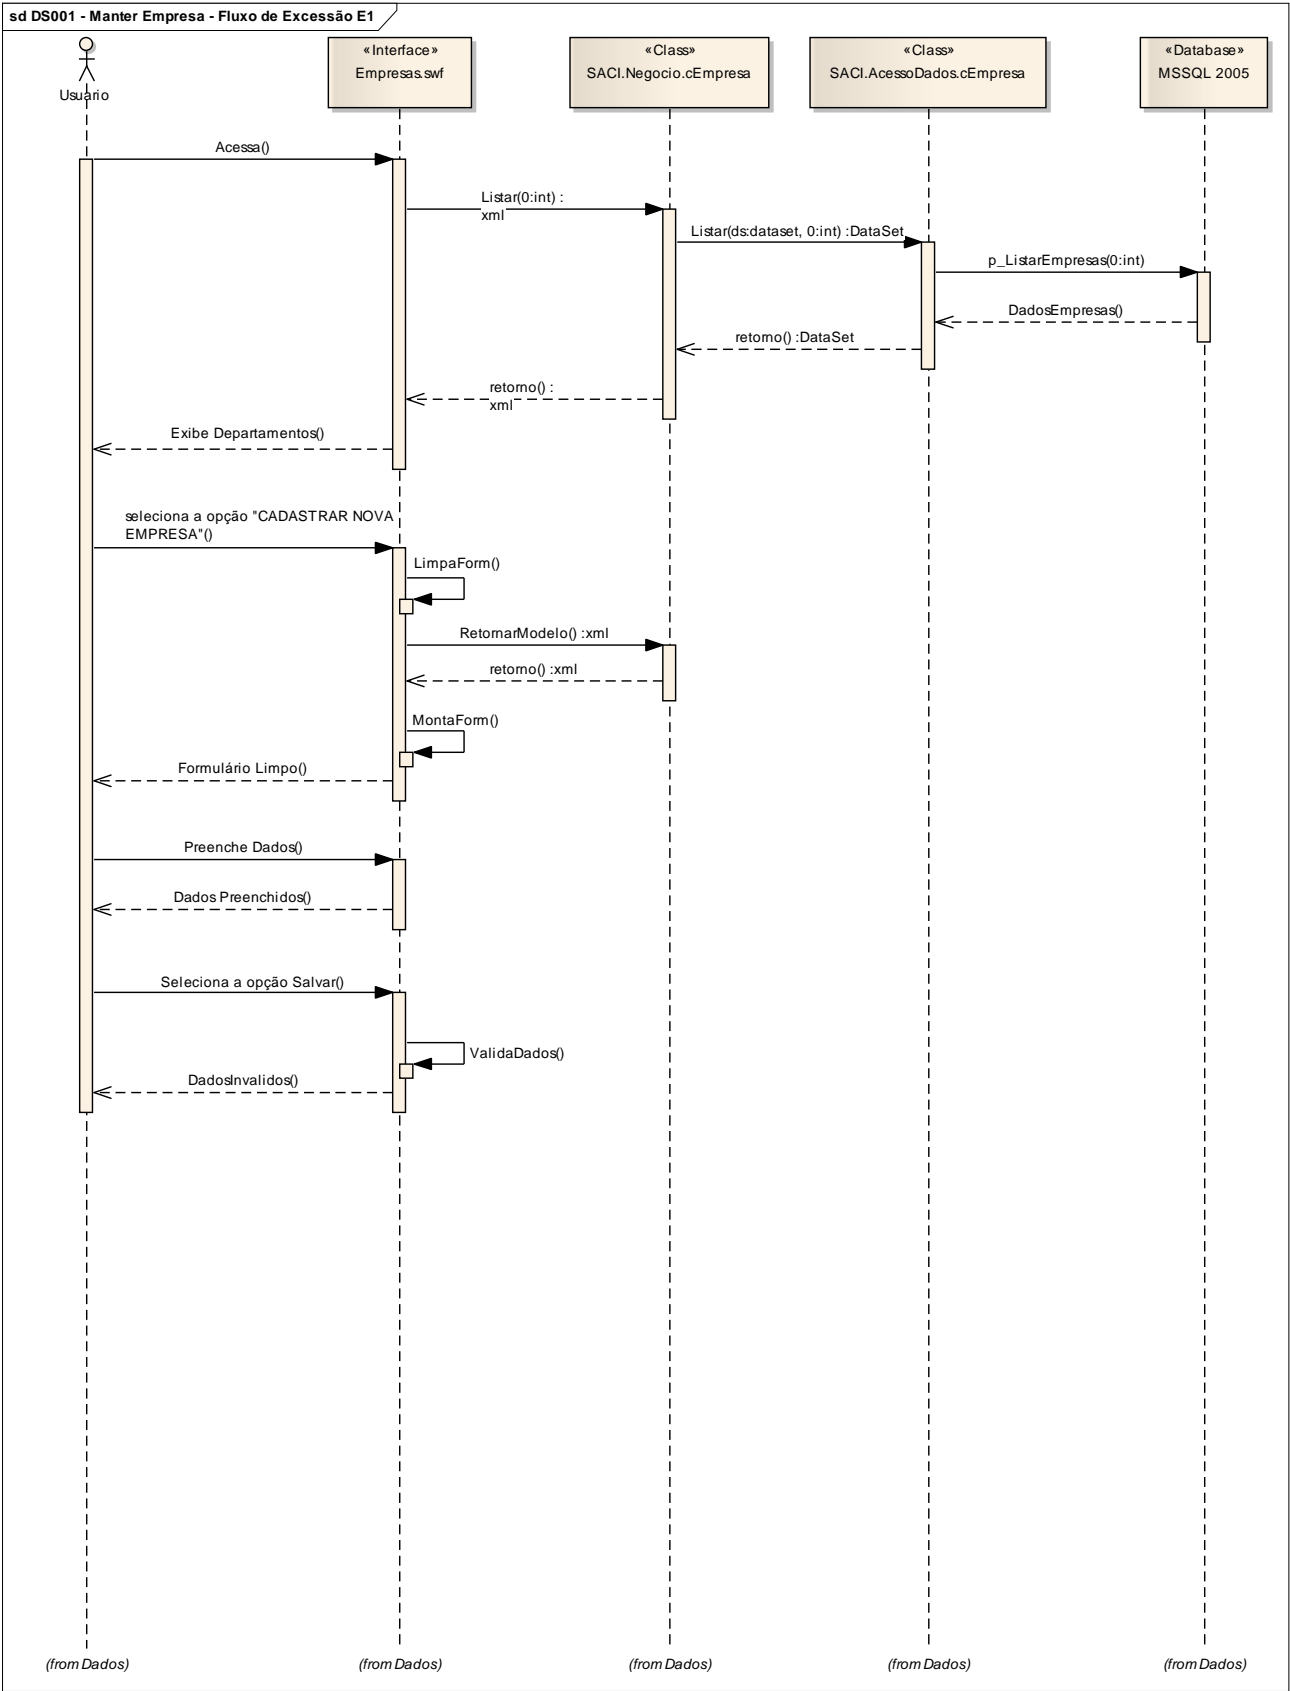 sd DS001 - Manter Empresa - Fluxo de Excessão E1
Usuario
«Interface»
Empresas.swf
«Class»
SACI.Negocio.cEmpresa
«Class»
SACI.AcessoDados.cEmpresa
«Database»
MSSQL 2005
Acessa()
Listar(0:int) :
xml
Listar(ds:dataset, 0:int) :DataSet
p_ListarEmpresas(0:int)
DadosEmpresas()
retorno() :DataSet
retorno() :
xml
Exibe Departamentos()
seleciona a opção "CADASTRAR NOVA
EMPRESA"()
LimpaForm()
RetornarModelo() :xml
retorno() :xml
MontaForm()
Formulário Limpo()
Preenche Dados()
Dados Preenchidos()
Seleciona a opção Salvar()
ValidaDados()
DadosInvalidos()
(from Dados)
(from Dados)
(from Dados)
(from Dados)
(from Dados)